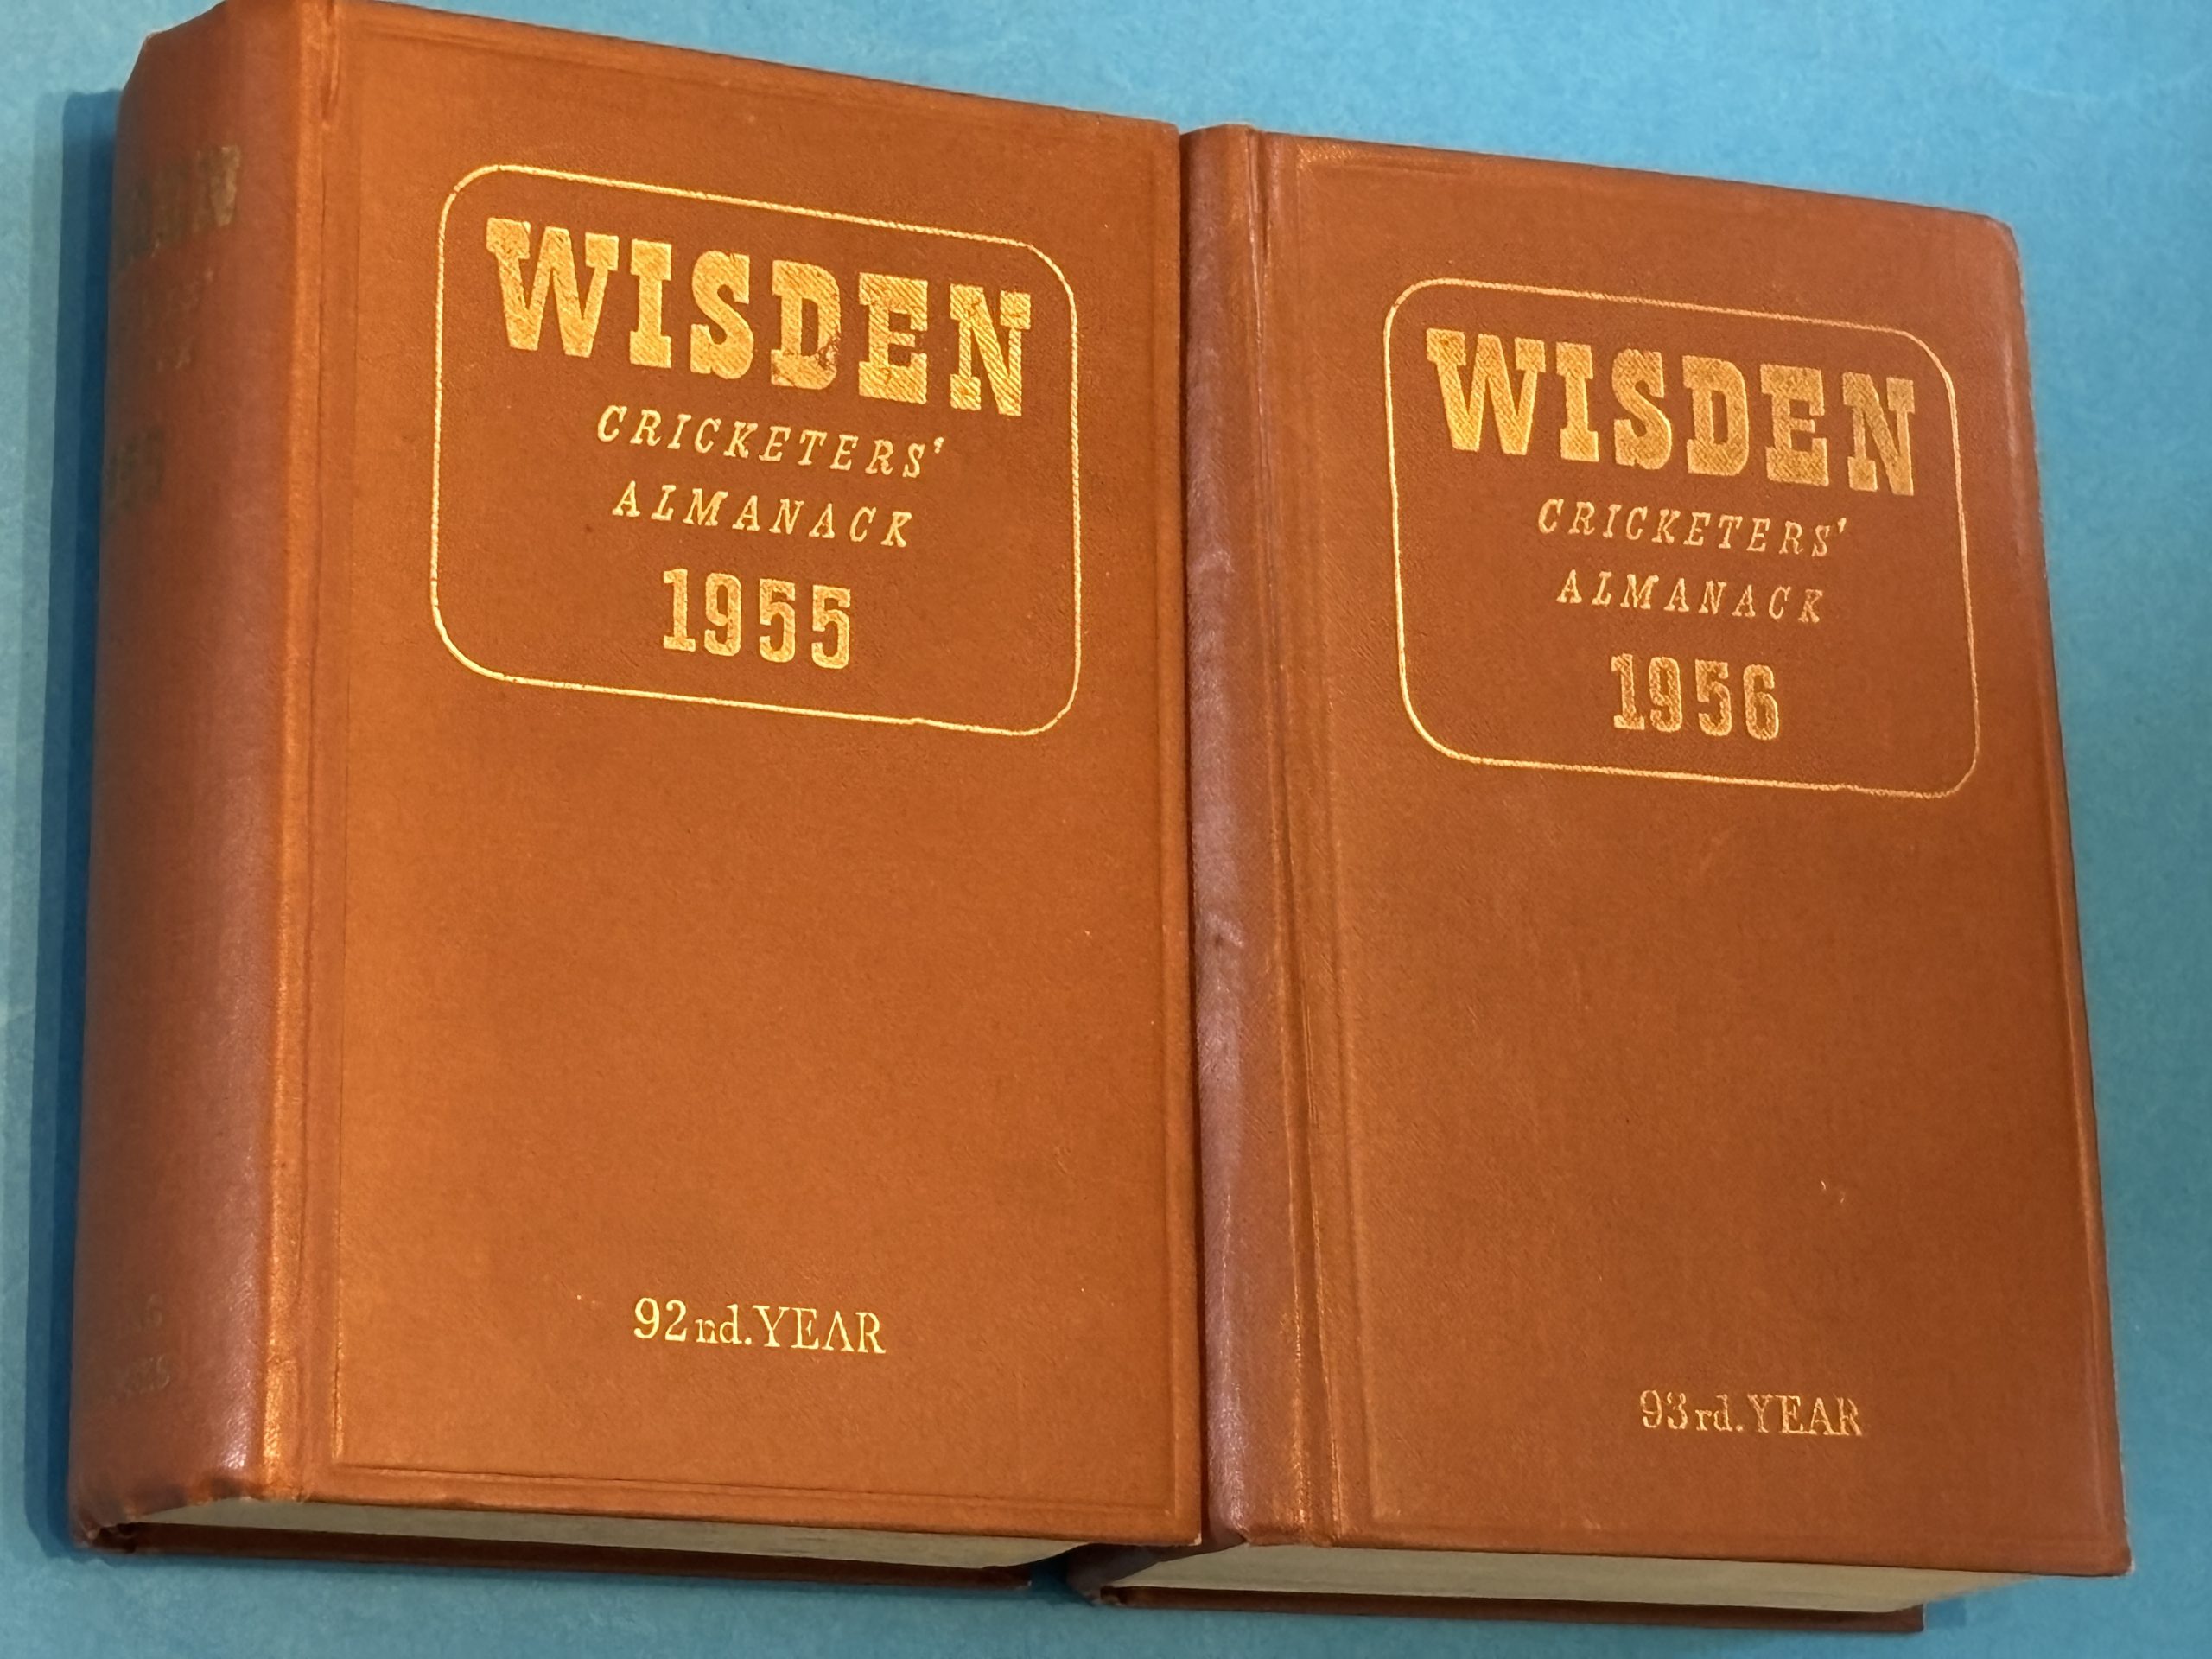 WISDEN
CRICKETERS'
ALMANACK
1955
92nd. YEAR
WISDEN
CRICKETERS'
ALMANACK
1956
93rd. YEAR